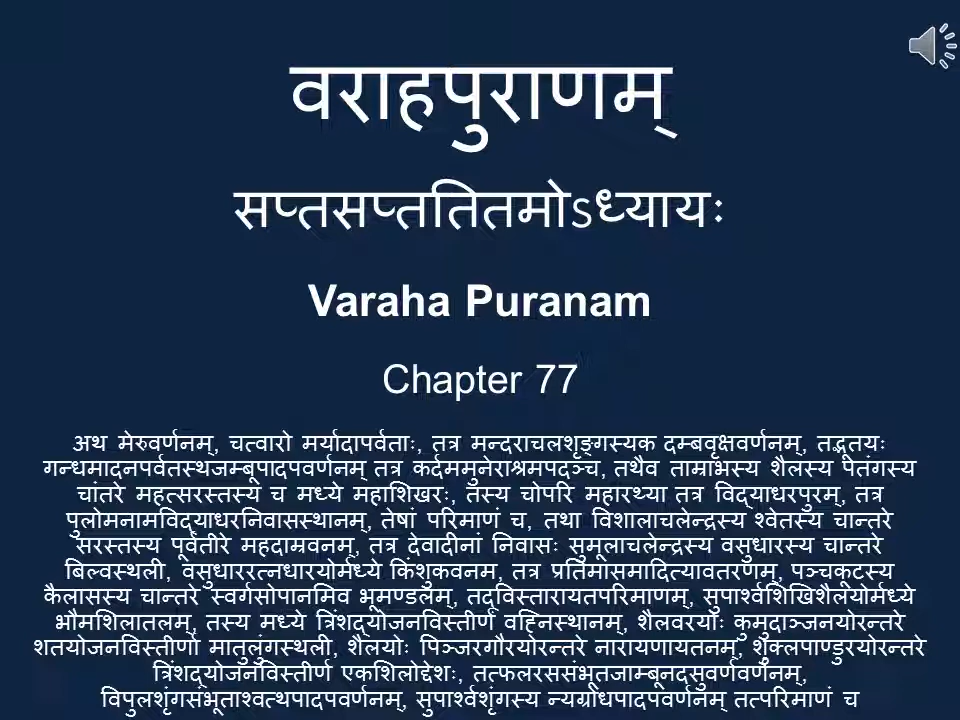 वराहपुराणम्
सप्तसप्ततितमोऽध्यायः
Varaha Puranam
Chapter 77
अथ मेरुवर्णनम्, चत्वारो मर्यादापर्वताः, तत्र मन्दराचलशृङ्गस्यक दम्बवृक्षवर्णनम्, तद्भूतयः
गन्धमादनपर्वतस्थजम्बूपादपवर्णनम् तत्र कर्दममुनेराश्रमपदञ्च, तथैव ताम्राभस्य शैलस्य पतंगस्य
चांतरे महत्सरस्तस्य च मध्ये महाशिखरः, तस्य चोपरि महारथ्या तत्र विद्याधरपुरम्, तत्र
पुलोमनामविद्याधरनिवासस्थानम्, तेषां परिमाणं च, तथा विशालाचलेन्द्रस्य श्वेतस्य चान्तरे
सरस्तस्य पूर्वतीरे महदाम्रवनम्, तत्र देवादीनां निवासः सुमूलाचलेन्द्रस्य वसुधारस्य चान्तरे
बिल्वस्थली, वसुधाररत्नधारयोर्मध्ये किंशुकवनम, तत्र प्रतिमासमादित्यावतरणम्, पञ्चकूटस्य
कैलासस्य चान्तरे स्वर्गसोपानमिव भूमण्डलम्, तद्विस्तारायतपरिमाणम्, सुपार्श्वशिखिशैलयोर्मध्ये
भौमशिलातलम्, तस्य मध्ये त्रिंशद्योजनविस्तीर्णं वह्निस्थानम्, शैलवरयोः कुमुदाञ्जनयोरन्तरे
शतयोजनविस्तीर्णा मातुलुंगस्थली, शैलयोः पिञ्जरगौरयोरन्तरे नारायणायतनम्, शुक्लपाण्डुरयोरन्तरे
त्रिंशद्योजनविस्तीर्ण एकशिलोद्देशः, तत्फलरससंभूतजाम्बूनदसुवर्णवर्णनम्,
विपुलशृंगसंभूताश्वत्थपादपवर्णनम्, सुपार्श्वशृंगस्य न्यग्रोधपादपवर्णनम् तत्परिमाणं च